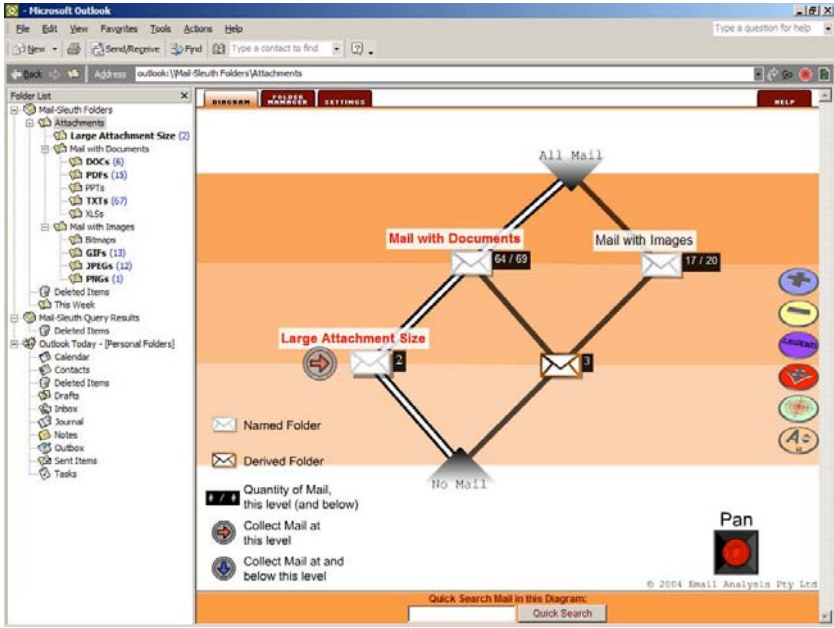 - Microsoft Outlook
File Edit View Favorites Tools Actions Help
Type a question for help
New Send/Receive Find Type a contact to find
Back Address outlook:\\Mail-Sleuth Folders\Attachments Go
Folder List
DIAGRAM FOLDER MANAGER SETTINGS HELP
Mail-Sleuth Folders
Attachments
Large Attachment Size (2)
Mail with Documents
DOCs (6)
PDFs (15)
PPTs
TXTs (67)
XLSs
Mail with Images
Bitmaps
GIFs (13)
JPEGs (12)
PNGs (1)
Deleted Items
This Week
Mail-Sleuth Query Results
Deleted Items
Outlook Today - [Personal Folders]
Calendar
Contacts
Deleted Items
Drafts
Inbox
Journal
Notes
Outbox
Sent Items
Tasks
All Mail
Mail with Documents
64 / 69
Mail with Images
17 / 20
Large Attachment Size
2
3
No Mail
Named Folder
Derived Folder
# / #
Quantity of Mail,
this level (and below)
Collect Mail at
this level
Collect Mail at and
below this level
Pan
© 2004 Email Analysis Pty Ltd
Quick Search Mail in this Diagram:
Quick Search